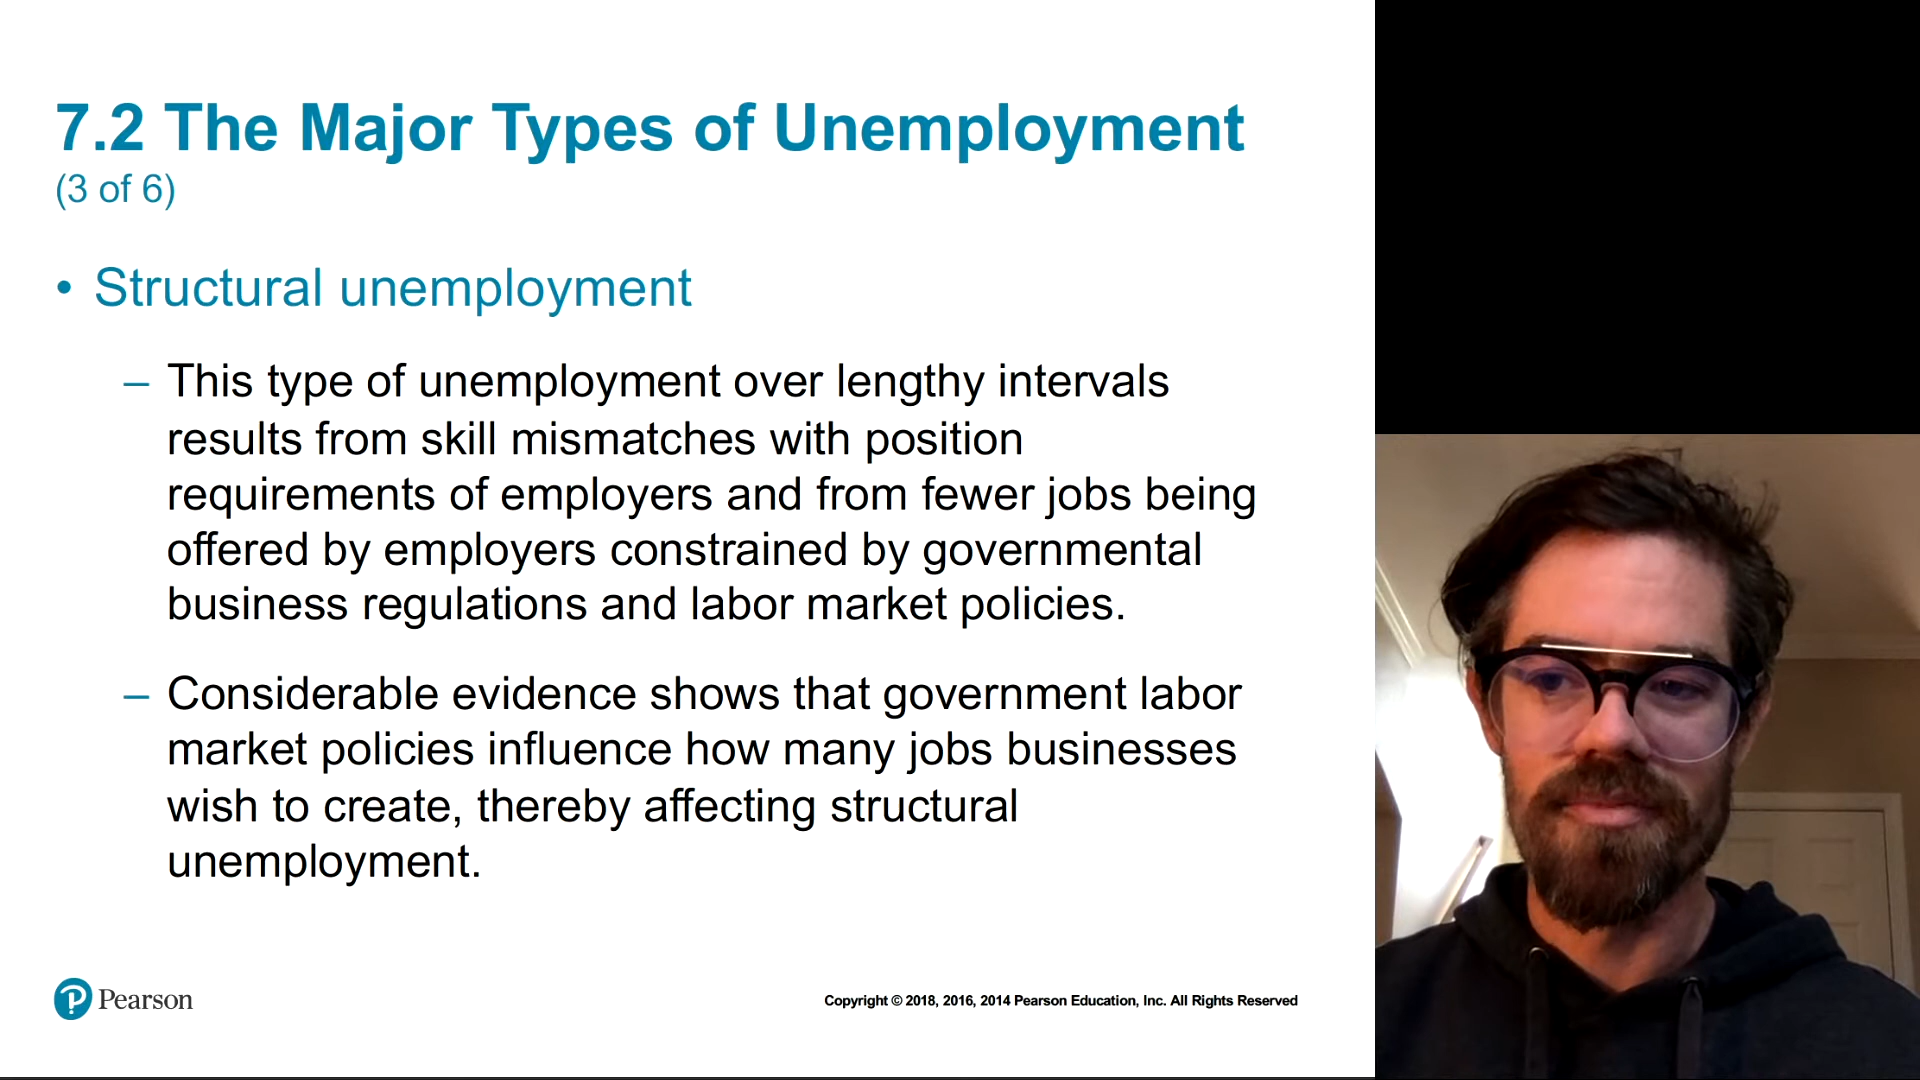 7.2 The Major Types of Unemployment
(3 of 6)
• Structural unemployment
– This type of unemployment over lengthy intervals
results from skill mismatches with position
requirements of employers and from fewer jobs being
offered by employers constrained by governmental
business regulations and labor market policies.
– Considerable evidence shows that government labor
market policies influence how many jobs businesses
wish to create, thereby affecting structural
unemployment.
P Pearson
Copyright © 2018, 2016, 2014 Pearson Education, Inc. All Rights Reserved